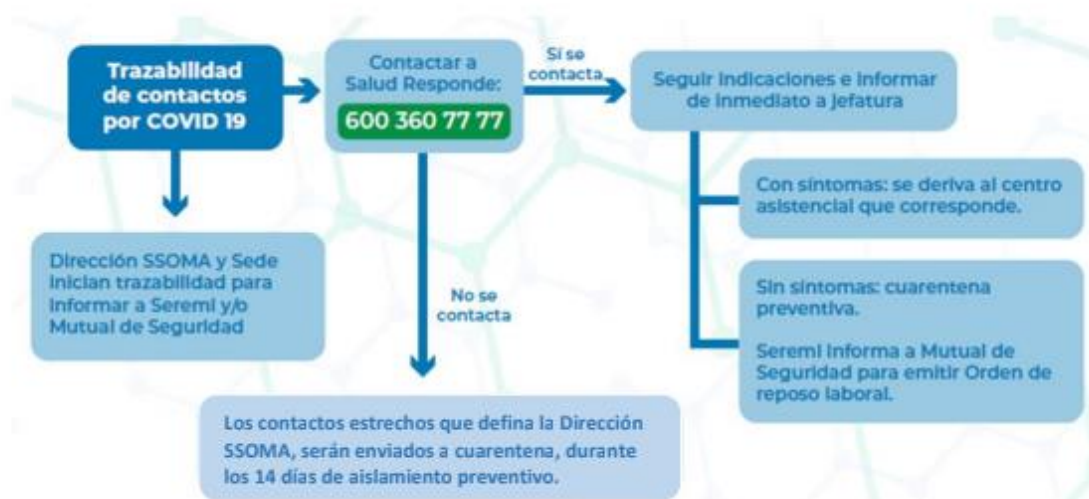 Trazabilidad
de contactos
por COVID 19
Contactar a
Salud Responde:
600 360 77 77
Sí se
contacta
Seguir indicaciones e informar
de inmediato a jefatura
Con síntomas: se deriva al centro
asistencial que corresponde.
Dirección SSOMA y Sede
inician trazabilidad para
informar a Seremi y/o
Mutual de Seguridad
No se
contacta
Sin síntomas: cuarentena
preventiva.
Seremi informa a Mutual de
Seguridad para emitir Orden de
reposo laboral.
Los contactos estrechos que defina la Dirección
SSOMA, serán enviados a cuarentena, durante
los 14 días de aislamiento preventivo.